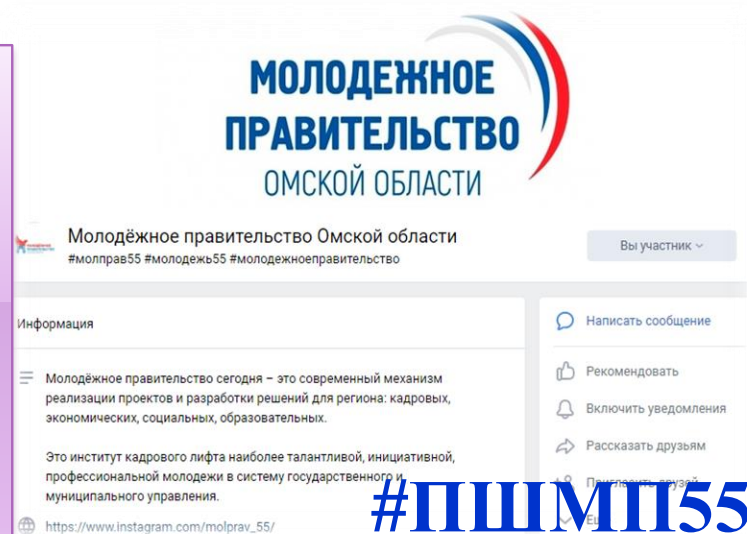 МОЛОДЕЖНОЕ
ПРАВИТЕЛЬСТВО
ОМСКОЙ ОБЛАСТИ
Молодёжное правительство Омской области
#молправ55 #молодежь55 #молодежноеправительство
Вы участник
Информация
Молодёжное правительство сегодня – это современный механизм
реализации проектов и разработки решений для региона: кадровых,
экономических, социальных, образовательных.
Это институт кадрового лифта наиболее талантливой, инициативной,
профессиональной молодежи в систему государственного и
муниципального управления.
https://www.instagram.com/molprav_55/
Написать сообщение
Рекомендовать
Включить уведомления
Рассказать друзьям
Пригласить друзей
#ПШМП55